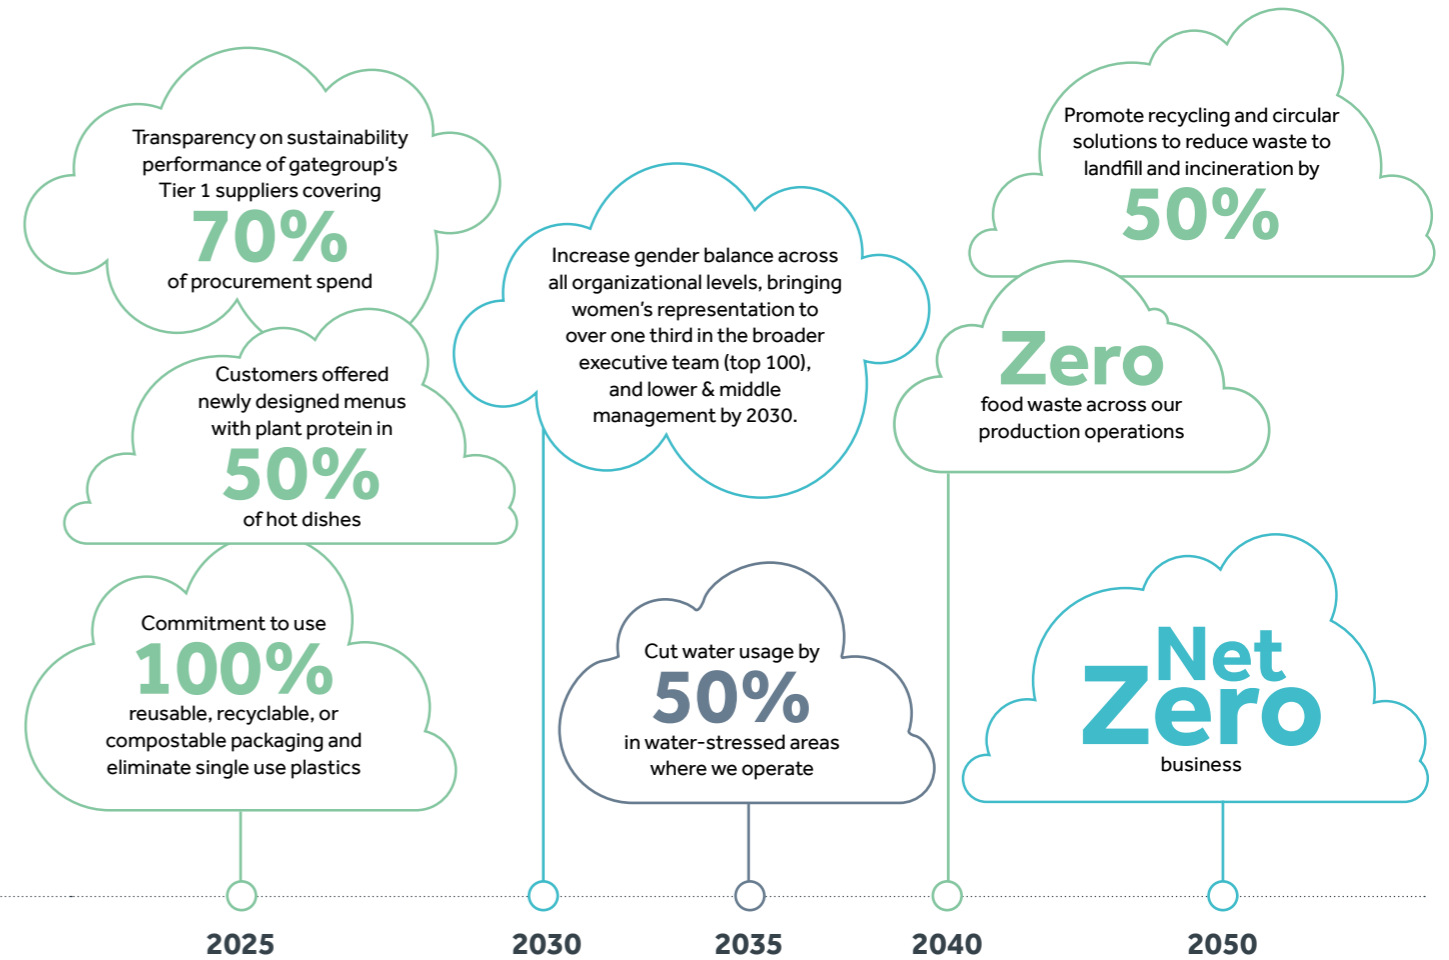 Transparency on sustainability
performance of gategroup's
Tier 1 suppliers covering
70%
of procurement spend
Customers offered
newly designed menus
with plant protein in
50%
of hot dishes
Commitment to use
100%
reusable, recyclable, or
compostable packaging and
eliminate single use plastics
Increase gender balance across
all organizational levels, bringing
women's representation to
over one third in the broader
executive team (top 100),
and lower & middle
management by 2030.
Cut water usage by
50%
in water-stressed areas
where we operate
Promote recycling and circular
solutions to reduce waste to
landfill and incineration by
50%
Zero
food waste across our
production operations
Net
Zero
business
2025
2030
2035
2040
2050